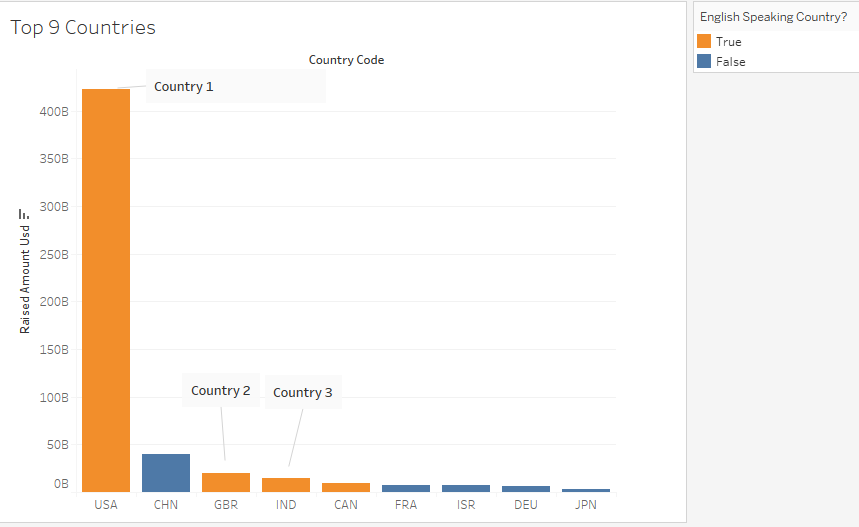 Top 9 Countries
Country Code
Country 1
400B
350B
300B
250B
200B
150B
100B
50B
0B
Raised Amount Usd
Country 2
Country 3
USA CHN GBR IND CAN FRA ISR DEU JPN
English Speaking Country?
True
False